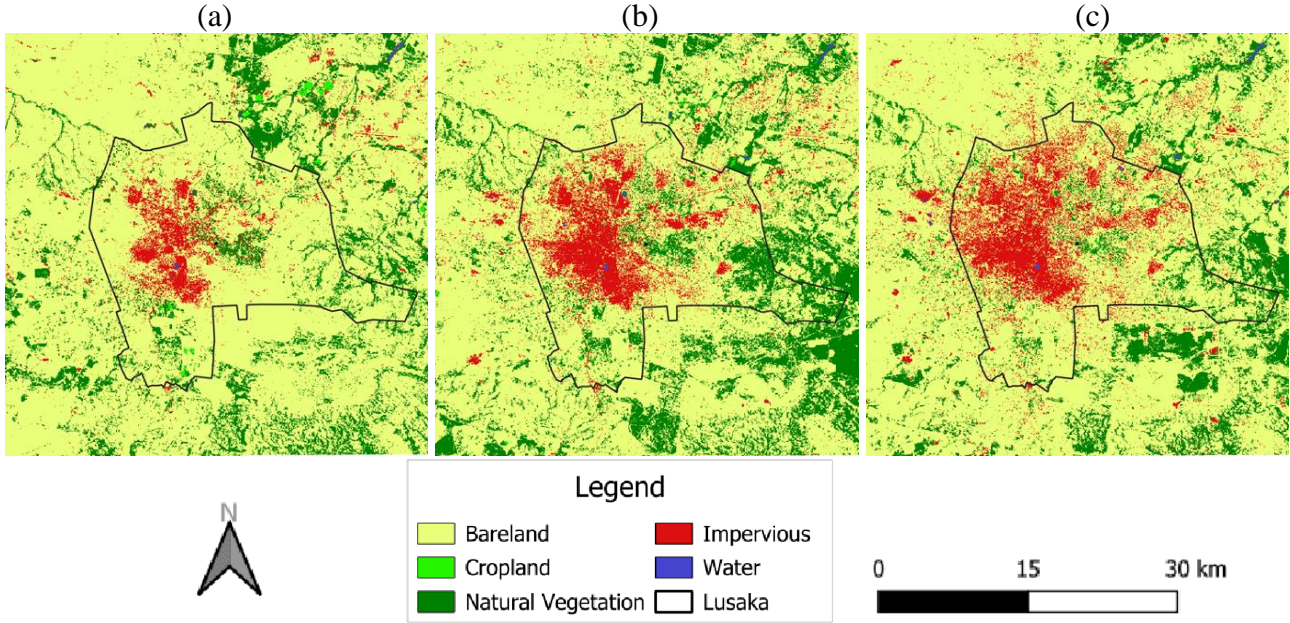 (a) (b) (c)
Legend
N
Bareland Impervious
Cropland Water
Natural Vegetation Lusaka
0 15 30 km